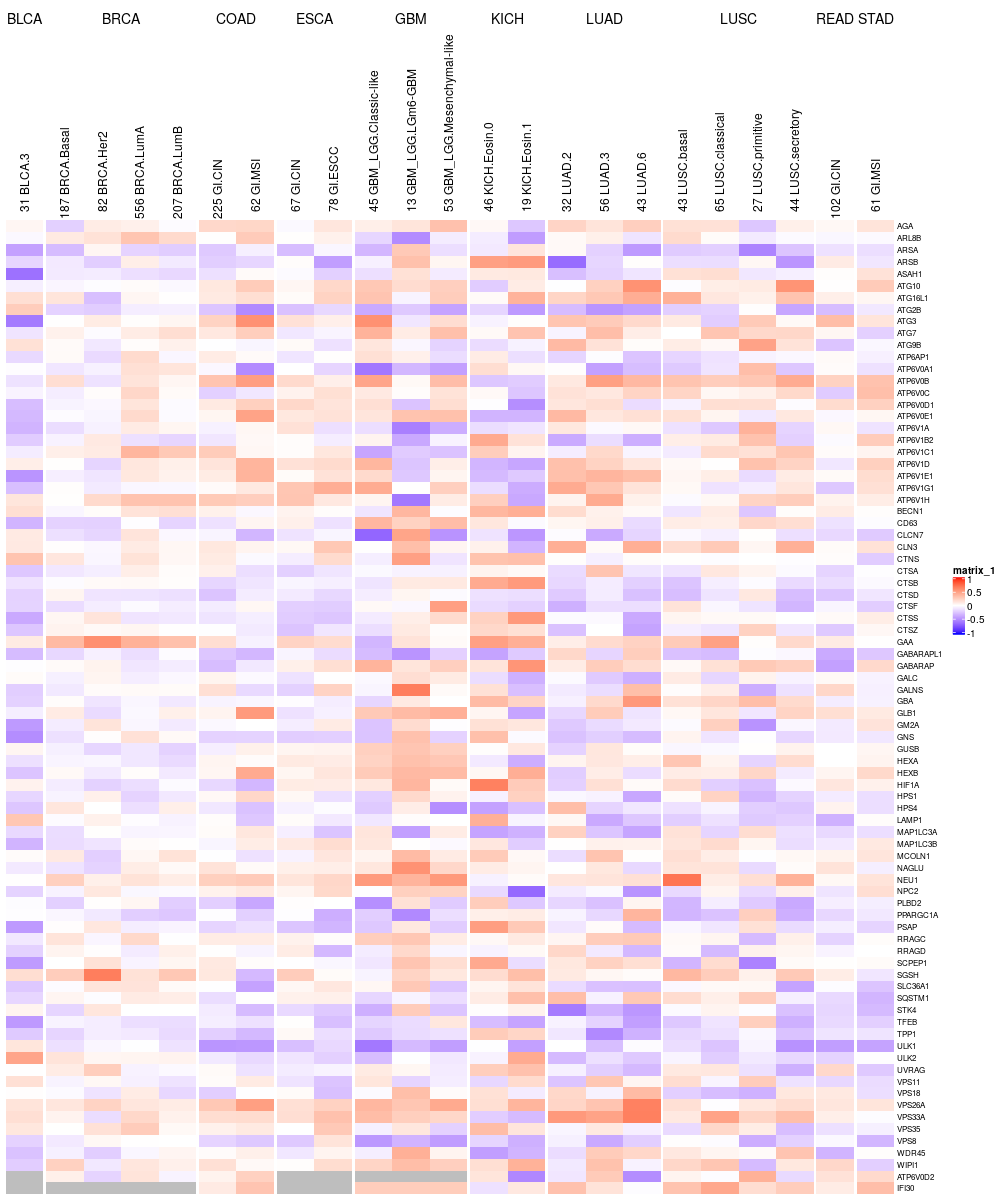 BLCA BRCA COAD ESCA GBM KICH LUAD LUSC READ STAD
31 BLCA.3
187 BRCA.Basal
82 BRCA.Her2
556 BRCA.LumA
207 BRCA.LumB
225 GI.CIN
62 GI.MSI
67 GI.CIN
78 GI.ESCC
45 GBM_LGG.Classic-like
13 GBM_LGG.LGm6-GBM
53 GBM_LGG.Mesenchymal-like
46 KICH.Eosin.0
19 KICH.Eosin.1
32 LUAD.2
56 LUAD.3
43 LUAD.6
43 LUSC.basal
65 LUSC.classical
27 LUSC.primitive
44 LUSC.secretory
102 GI.CIN
61 GI.MSI
AGA
ARL8B
ARSA
ARSB
ASAH1
ATG10
ATG16L1
ATG2B
ATG3
ATG7
ATG9B
ATP6AP1
ATP6V0A1
ATP6V0B
ATP6V0C
ATP6V0D1
ATP6V0E1
ATP6V1A
ATP6V1B2
ATP6V1C1
ATP6V1D
ATP6V1E1
ATP6V1G1
ATP6V1H
BECN1
CD63
CLCN7
CLN3
CTNS
CTSA
CTSB
CTSD
CTSF
CTSS
CTSZ
GAA
GABARAPL1
GABARAP
GALC
GALNS
GBA
GLB1
GM2A
GNS
GUSB
HEXA
HEXB
HIF1A
HPS1
HPS4
LAMP1
MAP1LC3A
MAP1LC3B
MCOLN1
NAGLU
NEU1
NPC2
PLBD2
PPARGC1A
PSAP
RRAGC
RRAGD
SCPEP1
SGSH
SLC36A1
SQSTM1
STK4
TFEB
TPP1
ULK1
ULK2
UVRAG
VPS11
VPS18
VPS26A
VPS33A
VPS35
VPS8
WDR45
WIPI1
ATP6V0D2
IFI30
matrix_1
1
0.5
0
-0.5
-1